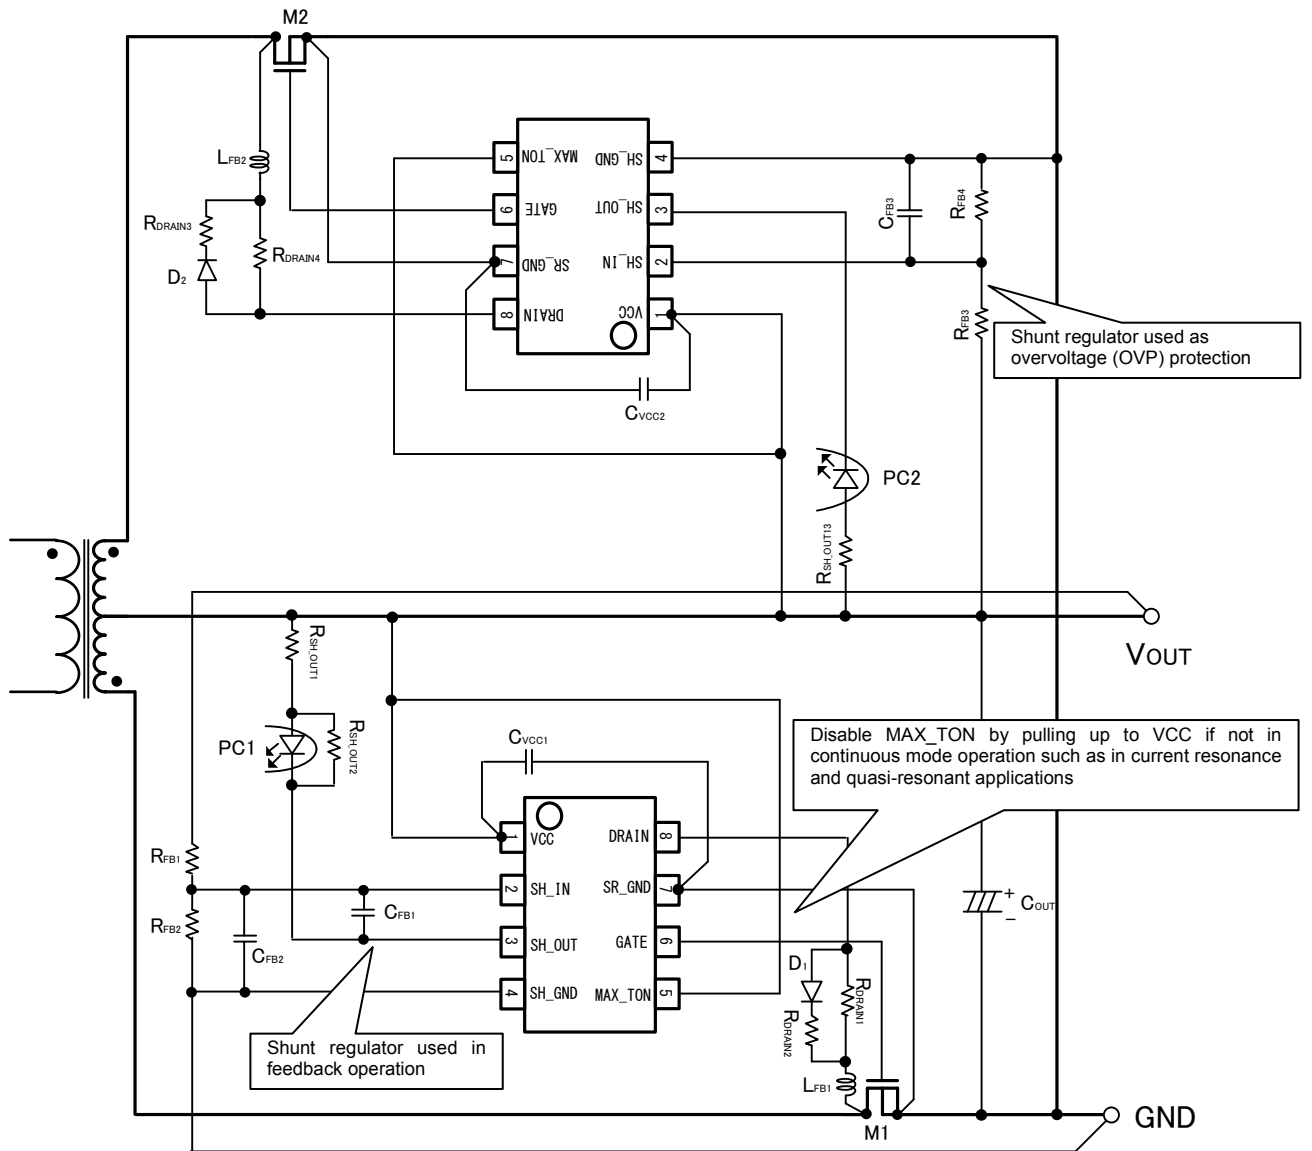 M2
LFB2
RDRAIN3
RDRAIN4
D2
5 MAX_TON
6 GATE
7 SR_GND
8 DRAIN
SH_GND 4
SH_OUT 3
SH_IN 2
VCC 1
CVCC2
CFB3
RFB4
RFB3
Shunt regulator used as
overvoltage (OVP) protection
PC2
RSH_OUT13
VOUT
RSH_OUT1
PC1
RSH_OUT2
CVCC1
Disable MAX_TON by pulling up to VCC if not in
continuous mode operation such as in current resonance
and quasi-resonant applications
1 VCC
2 SH_IN
3 SH_OUT
4 SH_GND
DRAIN 8
SR_GND 7
GATE 6
MAX_TON 5
RFB1
RFB2
CFB1
CFB2
Shunt regulator used in
feedback operation
D1
RDRAIN1
RDRAIN2
LFB1
M1
+
COUT
−
GND